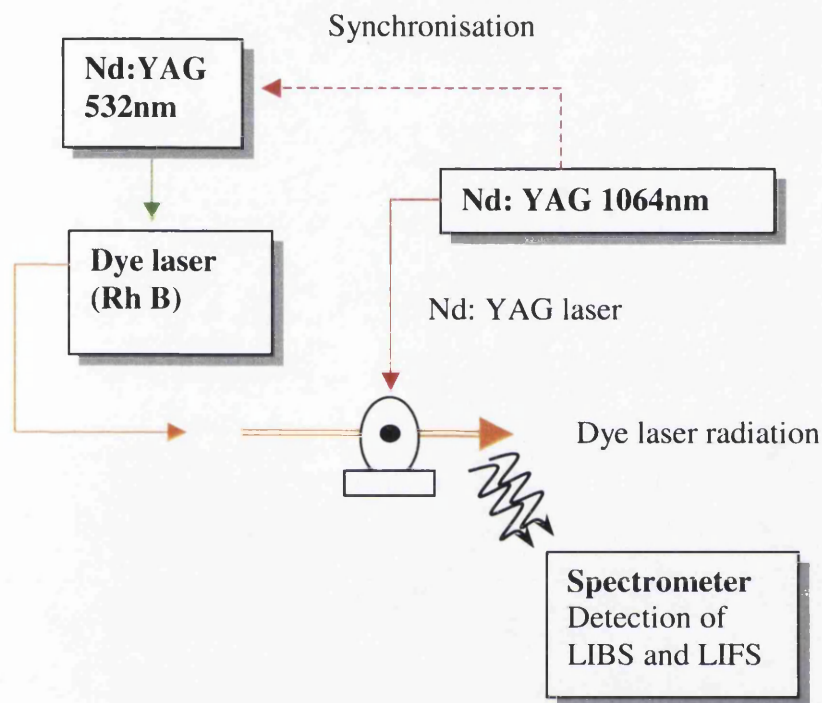 Synchronisation
Nd:YAG
532nm
Nd: YAG 1064nm
Dye laser
(Rh B)
Nd: YAG laser
Dye laser radiation
Spectrometer
Detection of
LIBS and LIFS